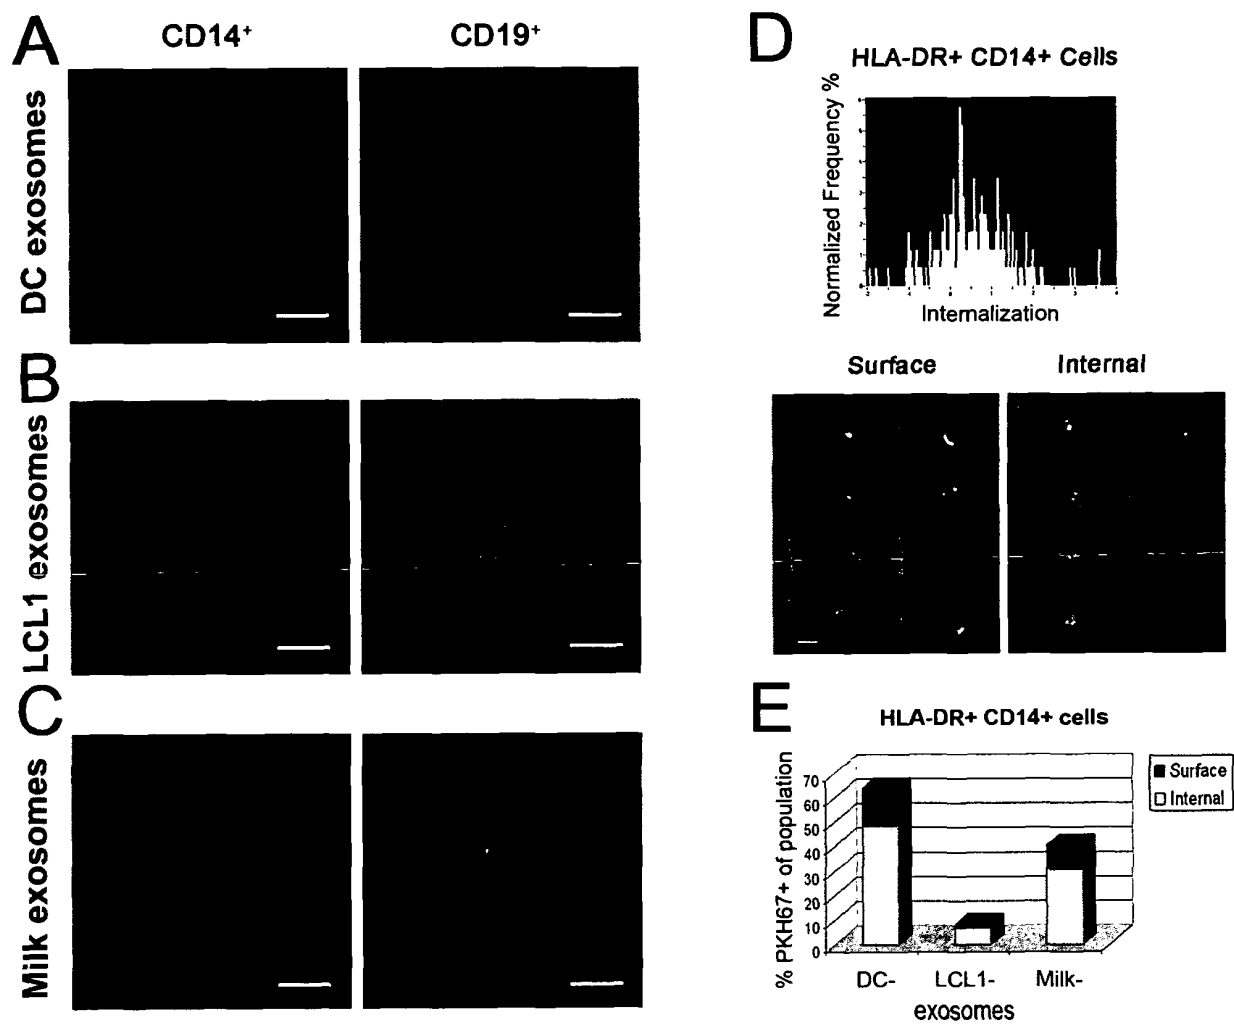 A
CD14+
CD19+
DC exosomes
B
LCL1 exosomes
C
Milk exosomes
D
HLA-DR+ CD14+ Cells
Normalized Frequency %
Internalization
Surface
Internal
E
HLA-DR+ CD14+ cells
% PKH67+ of population
70
60
50
40
30
20
10
0
Surface
Internal
DC-
LCL1-
Milk-
exosomes